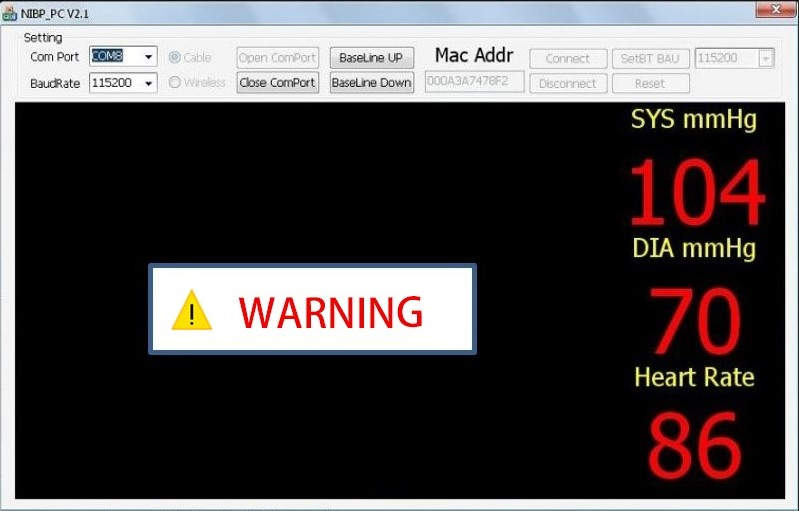 NIBP_PC V2.1
Setting
Com Port COM8 Cable Open ComPort BaseLine UP Mac Addr Connect SetBT BAU 115200
BaudRate 115200 Wireless Close ComPort BaseLine Down 000A3A7478F2 Disconnect Reset
SYS mmHg
104
DIA mmHg
! WARNING
70
Heart Rate
86